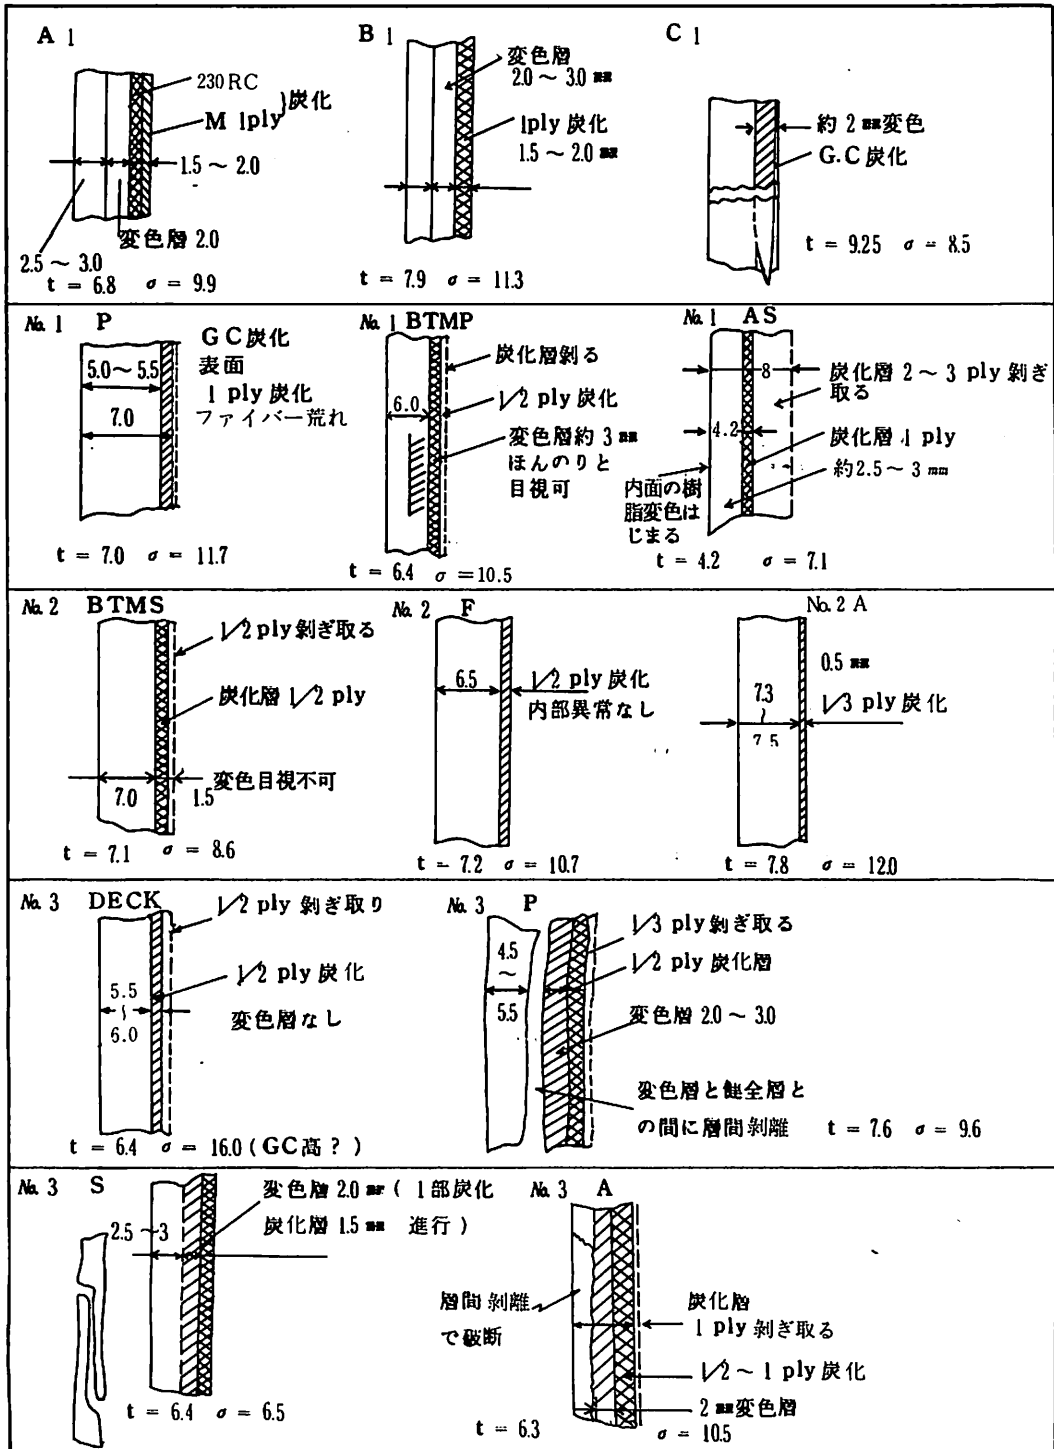 A 1
230 RC
M 1ply }炭化
1.5 ～ 2.0
変色層 2.0
2.5 ～ 3.0
t = 6.8 σ = 9.9
B 1
変色層
2.0 ～ 3.0 mm
1ply 炭化
1.5 ～ 2.0 mm
t = 7.9 σ = 11.3
C 1
約 2 mm変色
G.C 炭化
t = 9.25 σ = 8.5
No. 1 P
5.0～ 5.5
7.0
G C 炭化
表面
1 ply 炭化
ファイバー荒れ
t = 7.0 σ = 11.7
No. 1 BTMP
炭化層剝る
6.0
1/2 ply 炭化
変色層約 3 mm
ほんのりと
目視可
t = 6.4 σ =10.5
No. 1 A S
8
炭化層 2 ～ 3 ply 剝ぎ
取る
4.2
炭化層 1 ply
約2.5～ 3 mm
内面の樹
脂変色は
じまる
t = 4.2 σ = 7.1
No. 2 BTMS
1/2 ply 剝ぎ取る
炭化層 1/2 ply
変色目視不可
7.0
1.5
t = 7.1 σ = 8.6
No. 2 F
6.5
1/2 ply 炭化
内部異常なし
t = 7.2 σ = 10.7
No. 2 A
0.5 mm
7.3
～
7.5
1/3 ply 炭化
t = 7.8 σ = 12.0
No. 3 DECK
1/2 ply 剝ぎ取り
1/2 ply 炭化
5.5
～
6.0
変色層なし
t = 6.4 σ = 16.0 ( GC高 ? )
No. 3 P
4.5
～
5.5
1/3 ply 剝ぎ取る
1/2 ply 炭化層
変色層 2.0 ～ 3.0
変色層と健全層と
の間に層間剝離
t = 7.6 σ = 9.6
No. 3 S
変色層 2.0 mm ( 1 部炭化
炭化層 1.5 mm 進行 )
2.5 ～3
t = 6.4 σ = 6.5
No. 3 A
層間剝離
で破断
炭化層
1 ply 剝ぎ取る
1/2～ 1 ply 炭化
2 mm変色層
t = 6.3 σ = 10.5